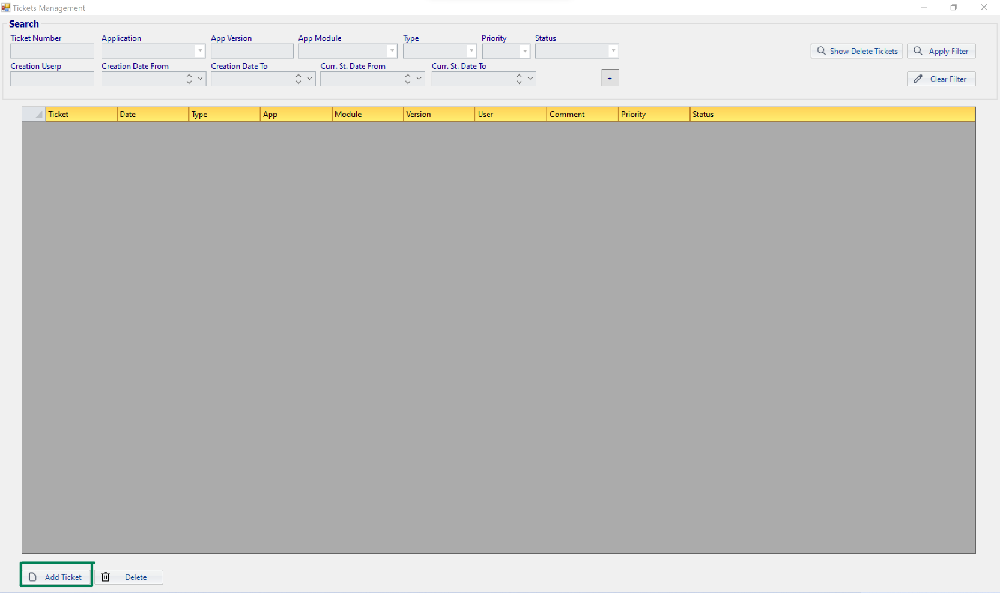 Tickets Management
Search
Ticket Number Application App Version App Module Type Priority Status
Show Delete Tickets Apply Filter
Creation Userp Creation Date From Creation Date To Curr. St. Date From Curr. St. Date To
+
Clear Filter
Ticket Date Type App Module Version User Comment Priority Status
Add Ticket Delete